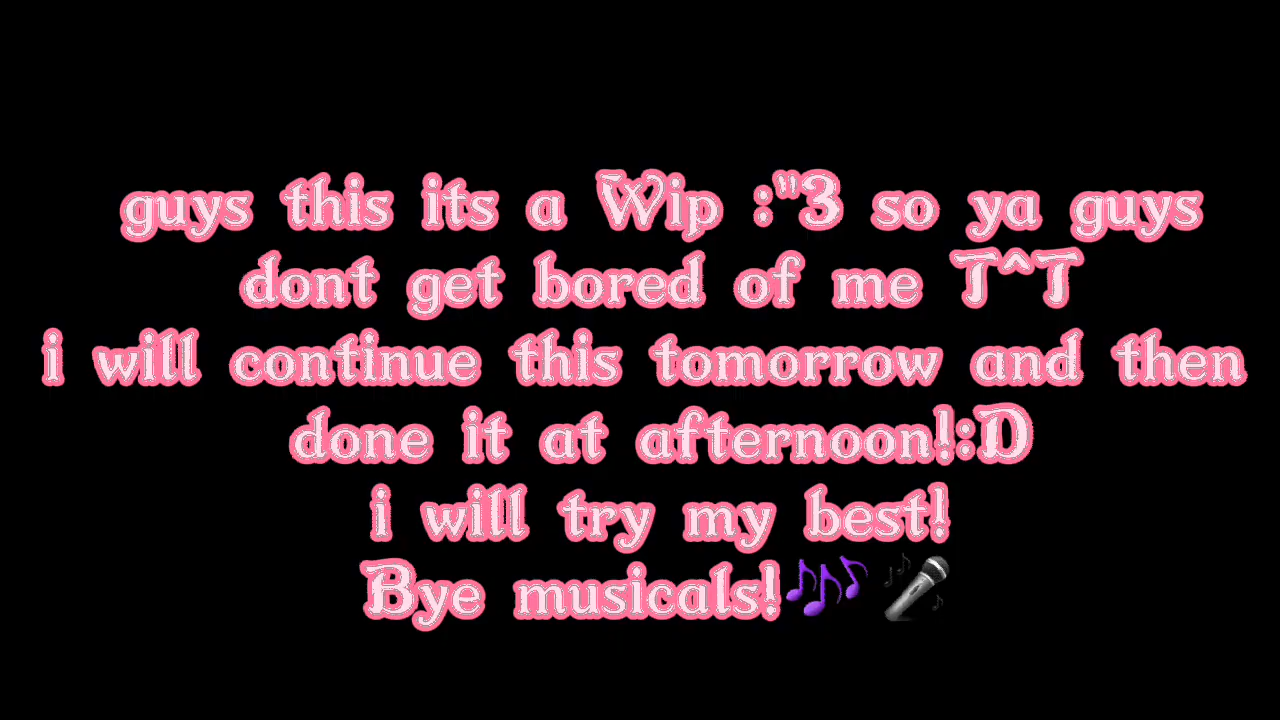 guys this its a Wip :"3 so ya guys
dont get bored of me T^T
i will continue this tomorrow and then
done it at afternoon!:D
i will try my best!
Bye musicals!🎶🎤